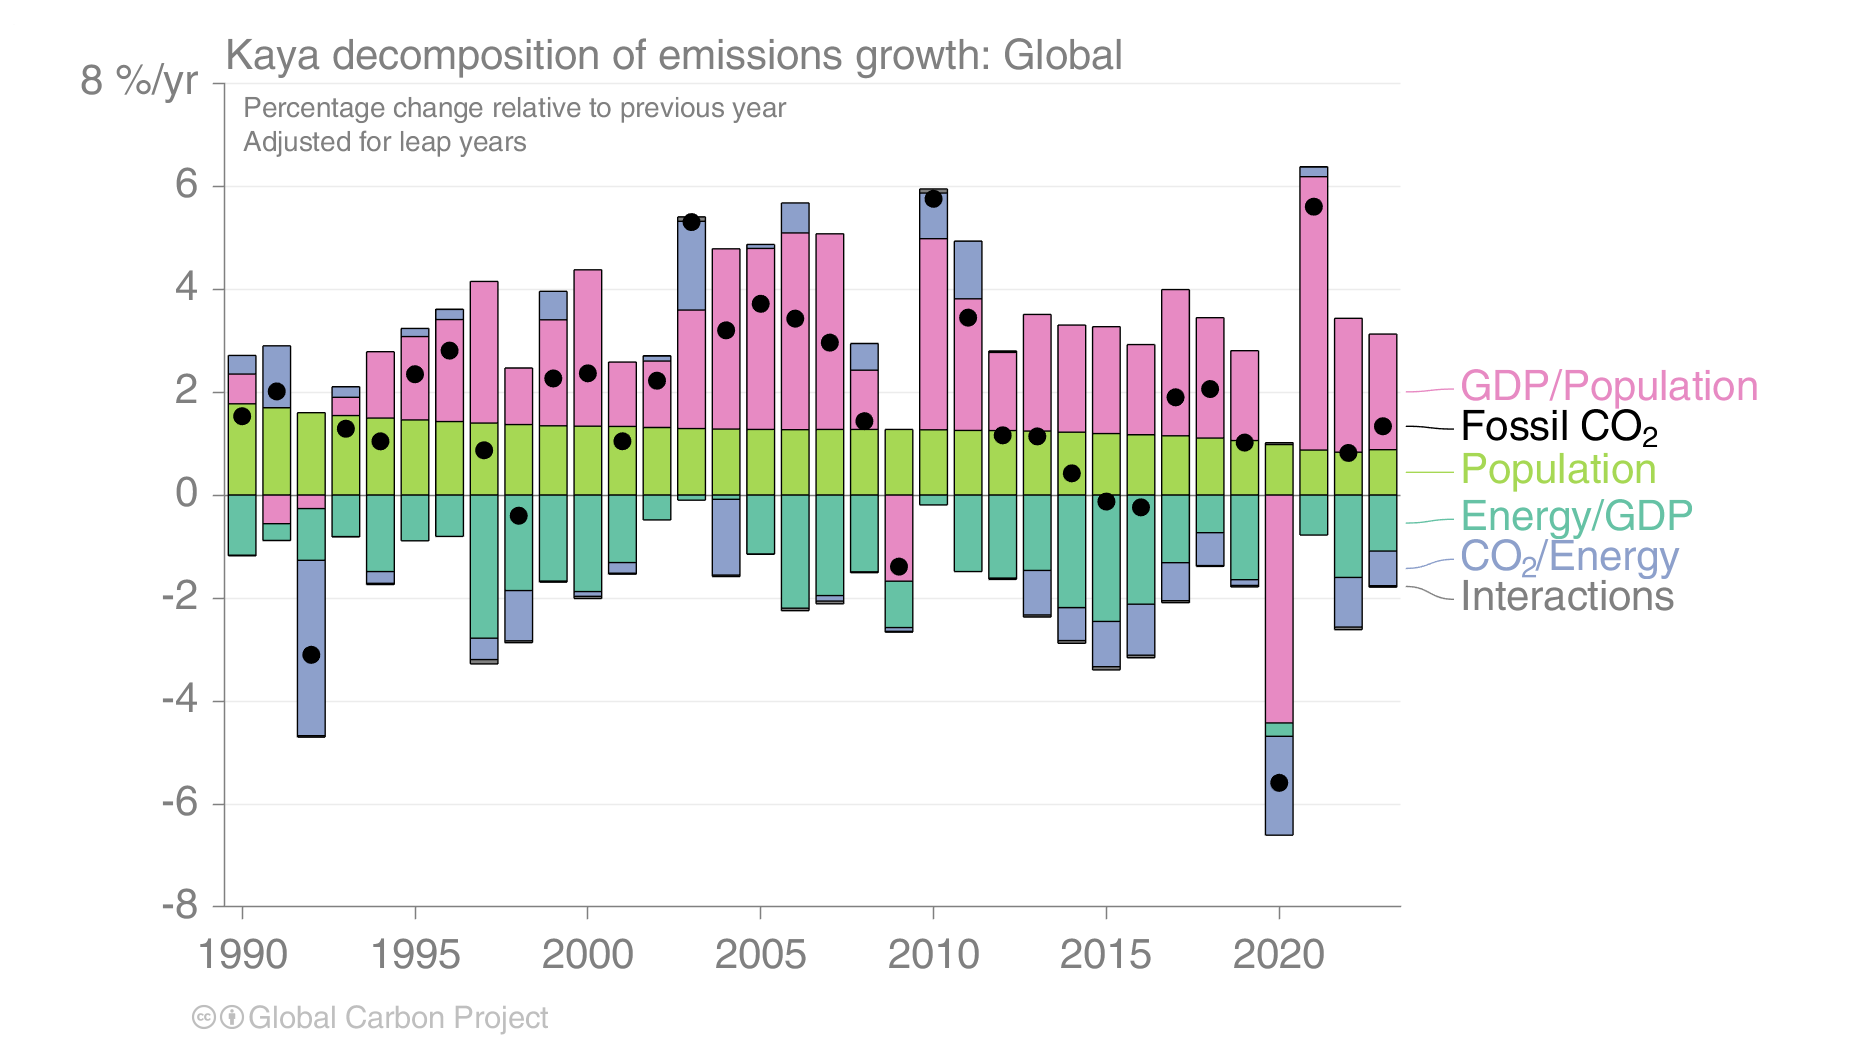 Kaya decomposition of emissions growth: Global
8 %/yr
Percentage change relative to previous year
Adjusted for leap years
6
4
2
0
-2
-4
-6
-8
GDP/Population
Fossil CO₂
Population
Energy/GDP
CO₂/Energy
Interactions
1990 1995 2000 2005 2010 2015 2020
cc Global Carbon Project